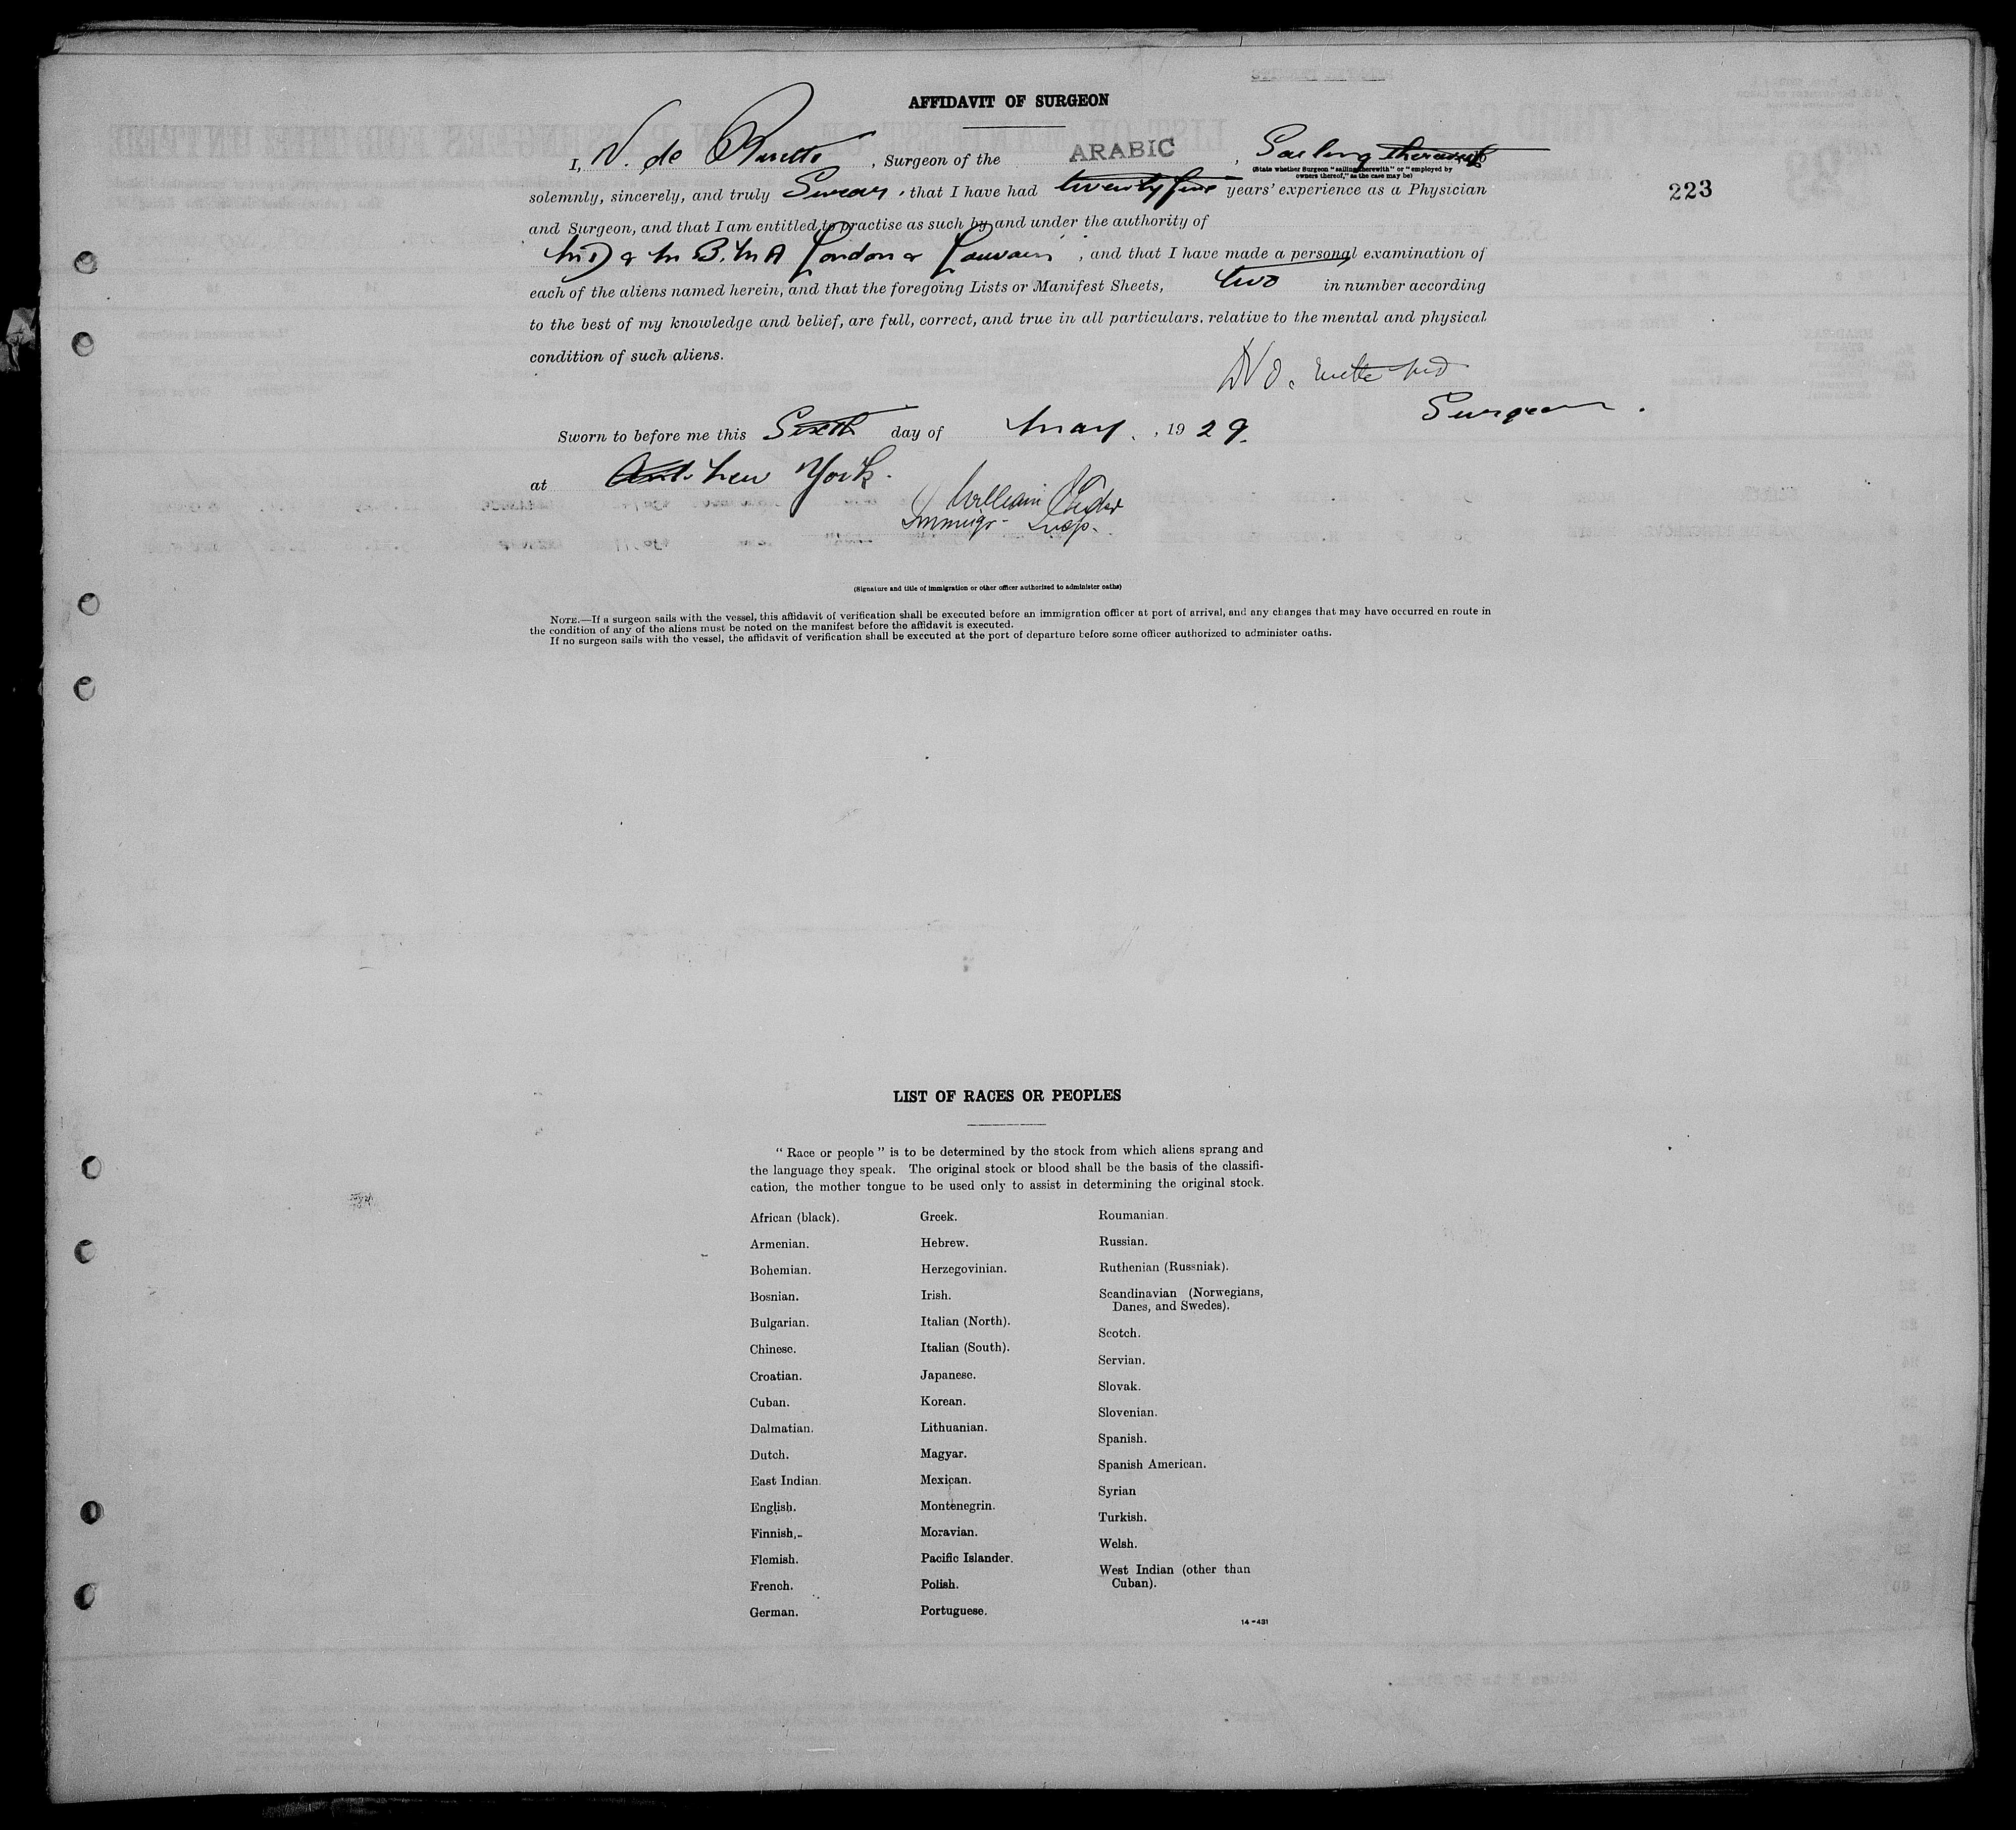 AFFIDAVIT OF SURGEON
I, N. de , Surgeon of the ARABIC , Sailing therewith do
(State whether Surgeon "sailing therewith" or "employed by
owners thereof," as the case may be)
223
solemnly, sincerely, and truly Swear, that I have had twenty five years' experience as a Physician
and Surgeon, and that I am entitled to practise as such by and under the authority of
M D & M B. M A London & Louvain ; and that I have made a personal examination of
each of the aliens named herein, and that the foregoing Lists or Manifest Sheets, two in number according
to the best of my knowledge and belief, are full, correct, and true in all particulars. relative to the mental and physical
condition of such aliens.
Surgeon.
Sworn to before me this Sixth day of May, 1929.
at New York.
William
Immigr- Insp-
(Signature and title of immigration or other officer authorized to administer oaths)
NOTE.—If a surgeon sails with the vessel, this affidavit of verification shall be executed before an immigration officer at port of arrival, and any changes that may have occurred en route in
the condition of any of the aliens must be noted on the manifest before the affidavit is executed.
If no surgeon sails with the vessel, the affidavit of verification shall be executed at the port of departure before some officer authorized to administer oaths.
LIST OF RACES OR PEOPLES
" Race or people " is to be determined by the stock from which aliens sprang and
the language they speak. The original stock or blood shall be the basis of the classifi-
cation, the mother tongue to be used only to assist in determining the original stock.
African (black).
Armenian.
Bohemian.
Bosnian.
Bulgarian.
Chinese.
Croatian.
Cuban.
Dalmatian.
Dutch.
East Indian.
English.
Finnish.
Flemish.
French.
German.
Greek.
Hebrew.
Herzegovinian.
Irish.
Italian (North).
Italian (South).
Japanese.
Korean.
Lithuanian.
Magyar.
Mexican.
Montenegrin.
Moravian.
Pacific Islander.
Polish.
Portuguese.
Roumanian.
Russian.
Ruthenian (Russniak).
Scandinavian (Norwegians,
Danes, and Swedes).
Scotch.
Servian.
Slovak.
Slovenian.
Spanish.
Spanish American.
Syrian
Turkish.
Welsh.
West Indian (other than
Cuban).
14-431